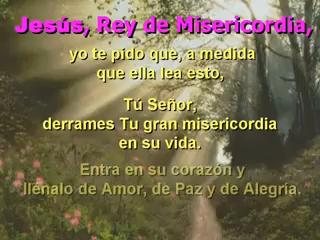 Jesús, Rey de Misericordia,
yo te pido que, a medida
que ella lea esto,
Tú Señor,
derrames Tu gran misericordia
en su vida.
Entra en su corazón y
llénalo de Amor, de Paz y de Alegría.